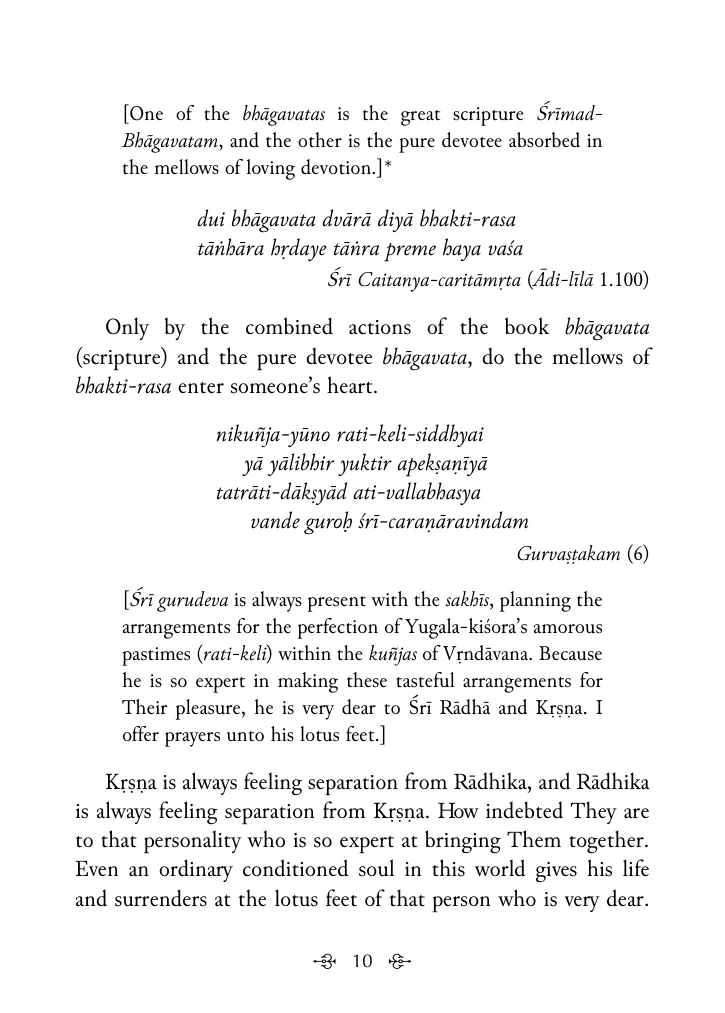 [One of the bhāgavatas is the great scripture Śrīmad-
Bhāgavatam, and the other is the pure devotee absorbed in
the mellows of loving devotion.]*
dui bhāgavata dvārā diyā bhakti-rasa
tāṅhāra hṛdaye tāṅra preme haya vaśa
Śrī Caitanya-caritāmṛta (Ādi-līlā 1.100)
Only by the combined actions of the book bhāgavata
(scripture) and the pure devotee bhāgavata, do the mellows of
bhakti-rasa enter someone’s heart.
nikuñja-yūno rati-keli-siddhyai
yā yālibhir yuktir apekṣaṇīyā
tatrāti-dākṣyād ati-vallabhasya
vande guroḥ śrī-caraṇāravindam
Gurvaṣṭakam (6)
[Śrī gurudeva is always present with the sakhīs, planning the
arrangements for the perfection of Yugala-kiśora’s amorous
pastimes (rati-keli) within the kuñjas of Vṛndāvana. Because
he is so expert in making these tasteful arrangements for
Their pleasure, he is very dear to Śrī Rādhā and Kṛṣṇa. I
offer prayers unto his lotus feet.]
Kṛṣṇa is always feeling separation from Rādhika, and Rādhika
is always feeling separation from Kṛṣṇa. How indebted They are
to that personality who is so expert at bringing Them together.
Even an ordinary conditioned soul in this world gives his life
and surrenders at the lotus feet of that person who is very dear.
10